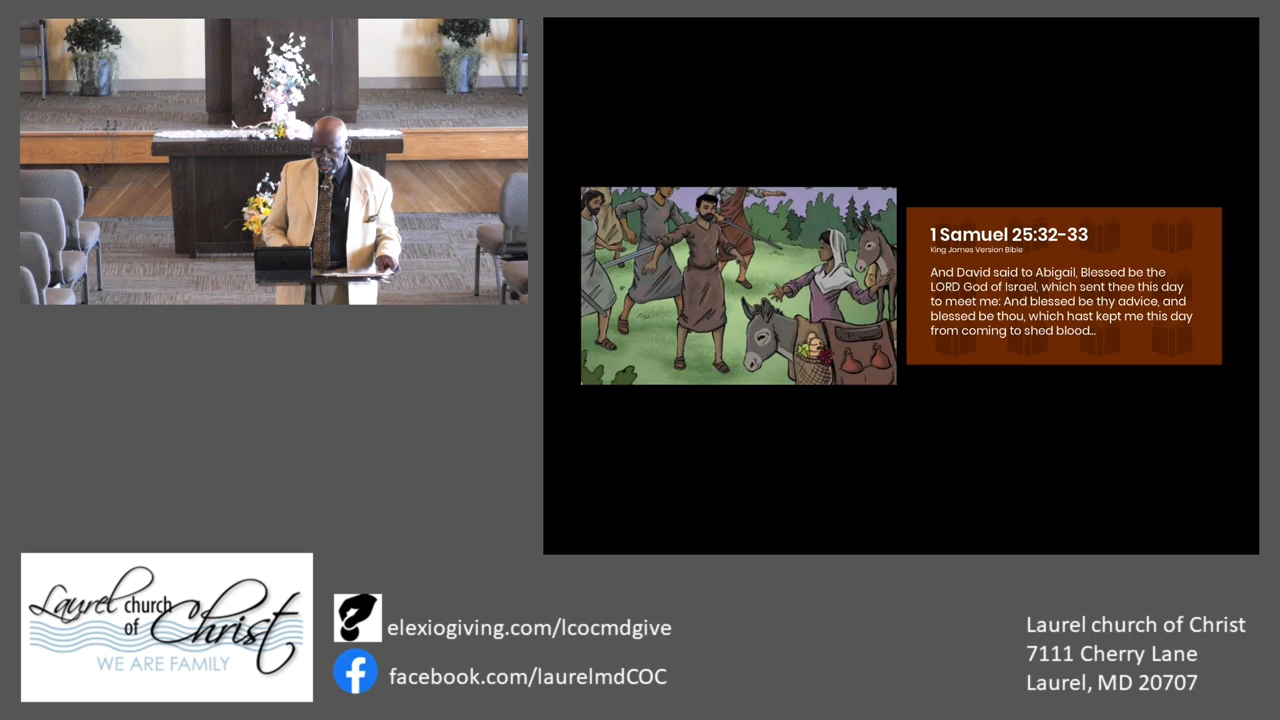 1 Samuel 25:32-33
King James Version Bible
And David said to Abigail, Blessed be the
LORD God of Israel, which sent thee this day
to meet me: And blessed be thy advice, and
blessed be thou, which hast kept me this day
from coming to shed blood...
Laurel church
of Christ
WE ARE FAMILY
elexiogiving.com/lcocmdgive
facebook.com/laurelmdCOC
Laurel church of Christ
7111 Cherry Lane
Laurel, MD 20707